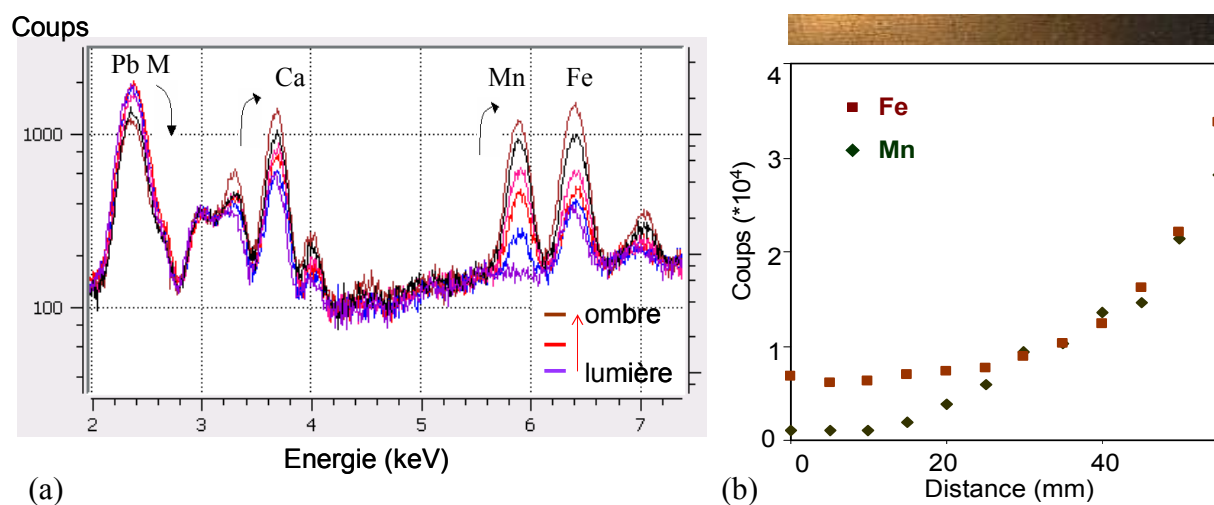 Coups
Pb M
Ca
Mn
Fe
1000
100
ombre
lumière
2
3
4
5
6
7
Energie (keV)
(a)
4
3
2
1
0
Fe
Mn
Coups (*10⁴)
0
20
40
Distance (mm)
(b)